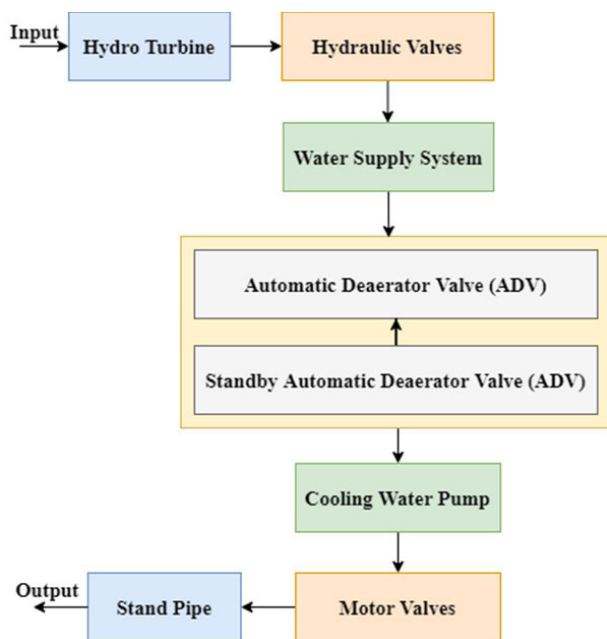 Input
Hydro Turbine
Hydraulic Valves
Water Supply System
Automatic Deaerator Valve (ADV)
Standby Automatic Deaerator Valve (ADV)
Cooling Water Pump
Output
Stand Pipe
Motor Valves